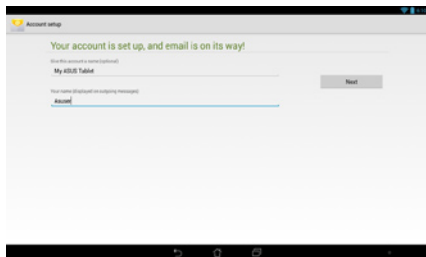 Account setup
Your account is set up, and email is on its way!
Give this account a name (optional)
My ASUS Tablet
Next
Your name (displayed on outgoing messages)